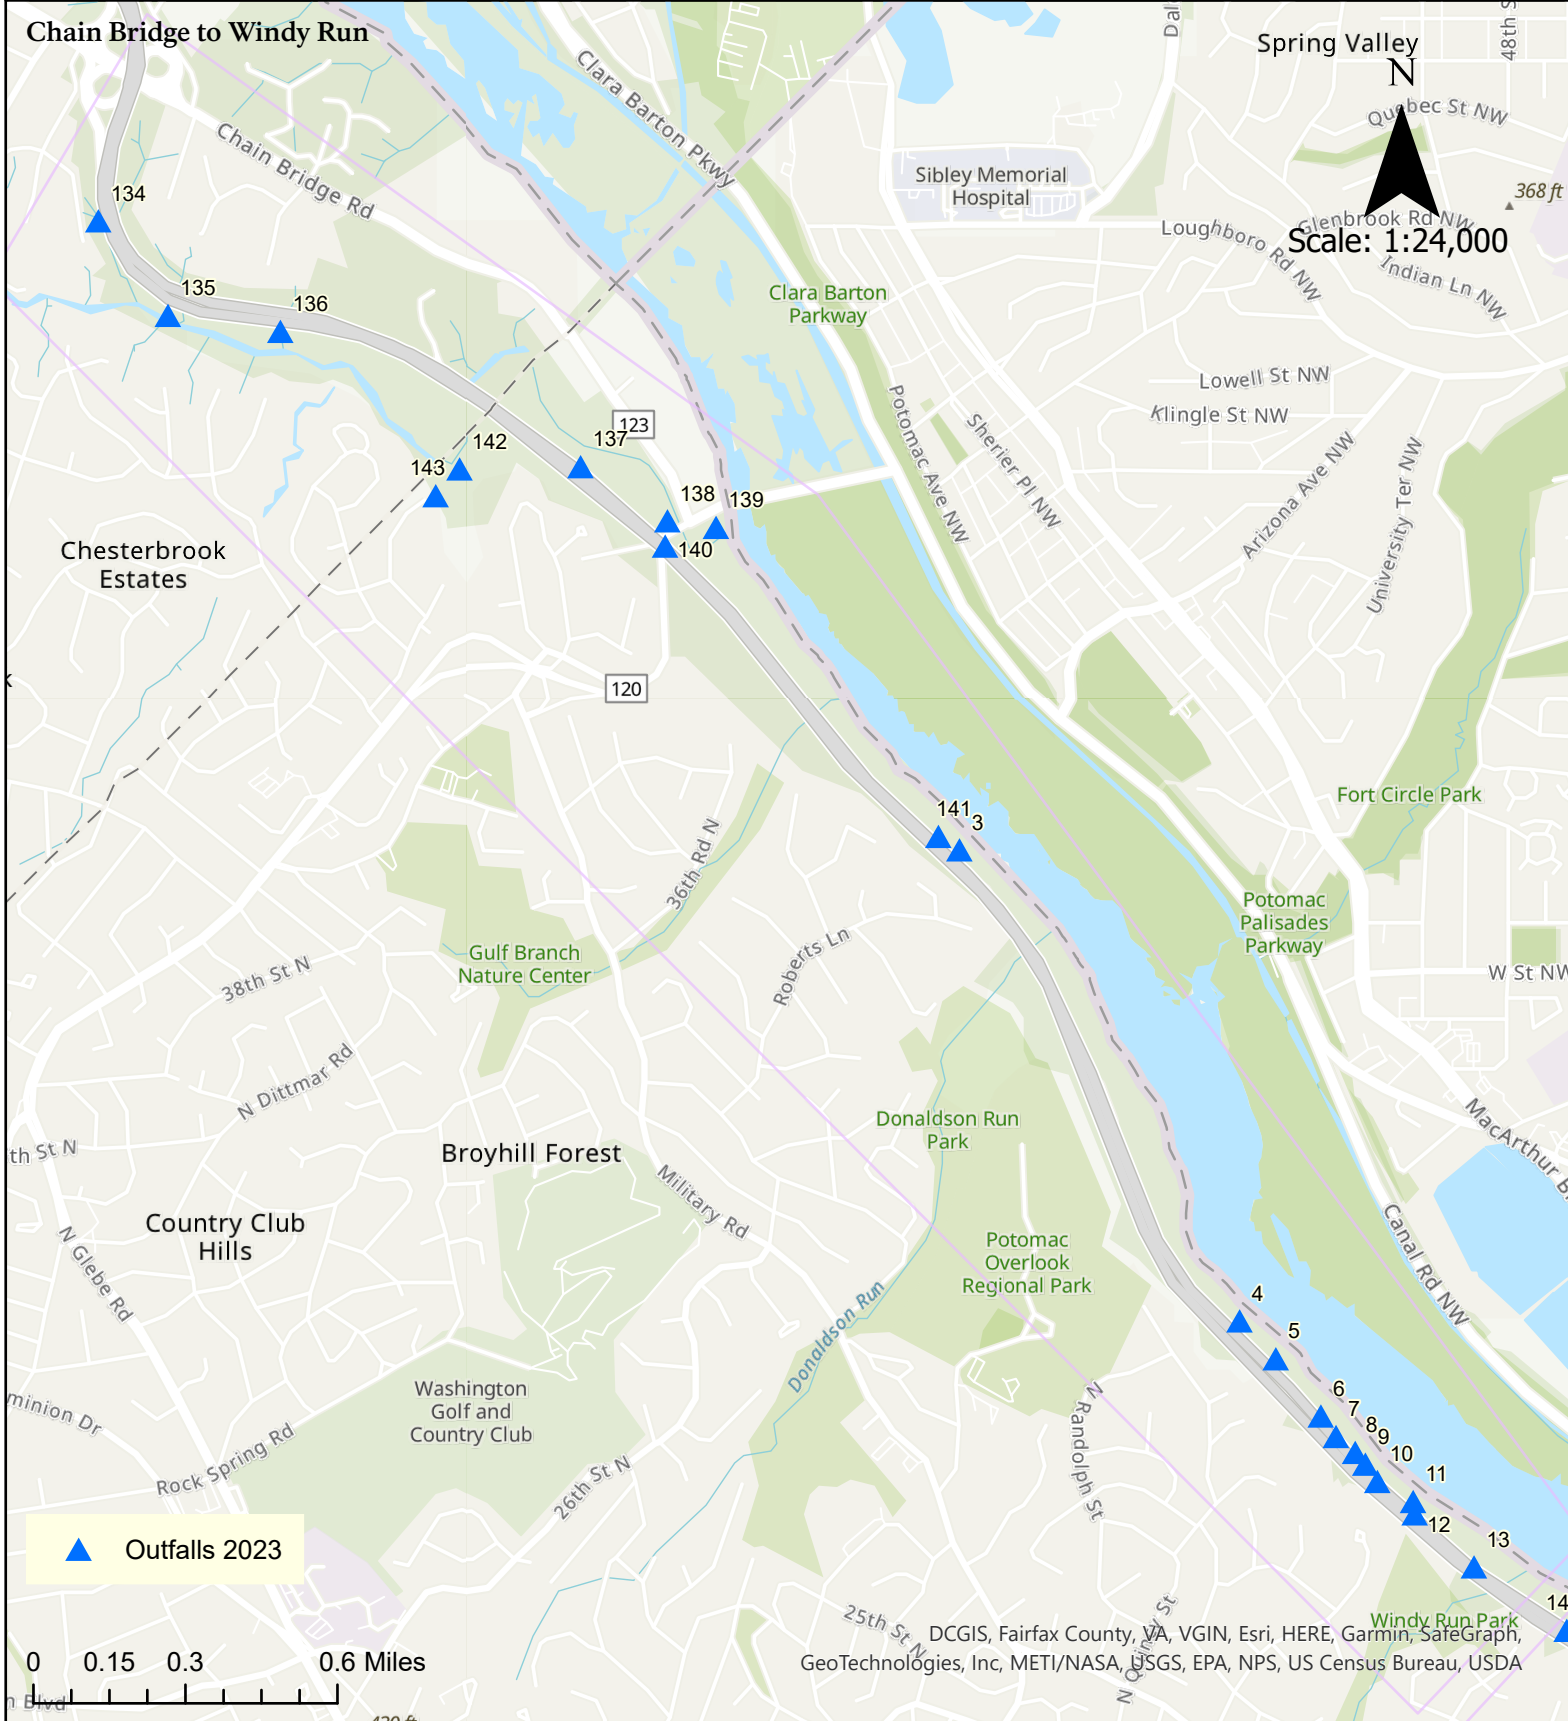 Chain Bridge to Windy Run
Spring Valley
N
Scale: 1:24,000
48th S
Dal
Clara Barton Pkwy
Quebec St NW
Chain Bridge Rd
Sibley Memorial
Hospital
368 ft
Glenbrook Rd NW
Loughboro Rd NW
Indian Ln NW
134
135
136
Clara Barton
Parkway
Lowell St NW
Klingle St NW
Potomac Ave NW
Sherier Pl NW
Arizona Ave NW
University Ter NW
123
137
142
143
138
139
140
Chesterbrook
Estates
k
120
141
3
Fort Circle Park
36th Rd N
Potomac
Palisades
Parkway
Roberts Ln
Gulf Branch
Nature Center
38th St N
W St NW
N Dittmar Rd
MacArthur B
Donaldson Run
Park
th St N
Broyhill Forest
Military Rd
Country Club
Hills
N Glebe Rd
Canal Rd NW
Potomac
Overlook
Regional Park
Donaldson Run
4
5
6
7
8
9
10
11
12
13
14
Washington
Golf and
Country Club
minion Dr
Rock Spring Rd
26th St N
N Randolph St
Outfalls 2023
25th St N
N Quincy St
Windy Run Park
DCGIS, Fairfax County, VA, VGIN, Esri, HERE, Garmin, SafeGraph,
GeoTechnologies, Inc, METI/NASA, USGS, EPA, NPS, US Census Bureau, USDA
0 0.15 0.3 0.6 Miles
n Blvd
420 ft